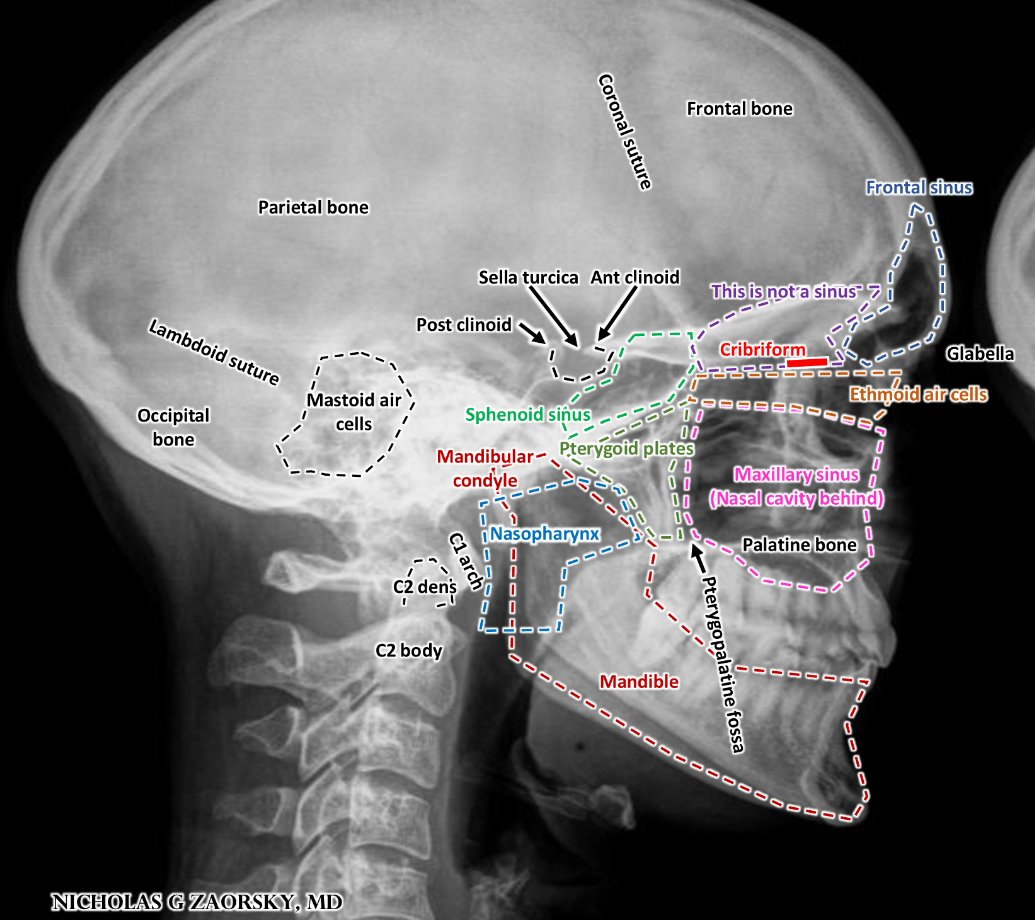 Coronal suture
Frontal bone
Frontal sinus
Parietal bone
Sella turcica
Ant clinoid
This is not a sinus
Post clinoid
Lambdoid suture
Cribriform
Glabella
Ethmoid air cells
Mastoid air
cells
Occipital
bone
Sphenoid sinus
Pterygoid plates
Mandibular
condyle
Maxillary sinus
(Nasal cavity behind)
Nasopharynx
Palatine bone
C1 arch
C2 dens
Pterygopalatine fossa
C2 body
Mandible
NICHOLAS G ZAORSKY, MD